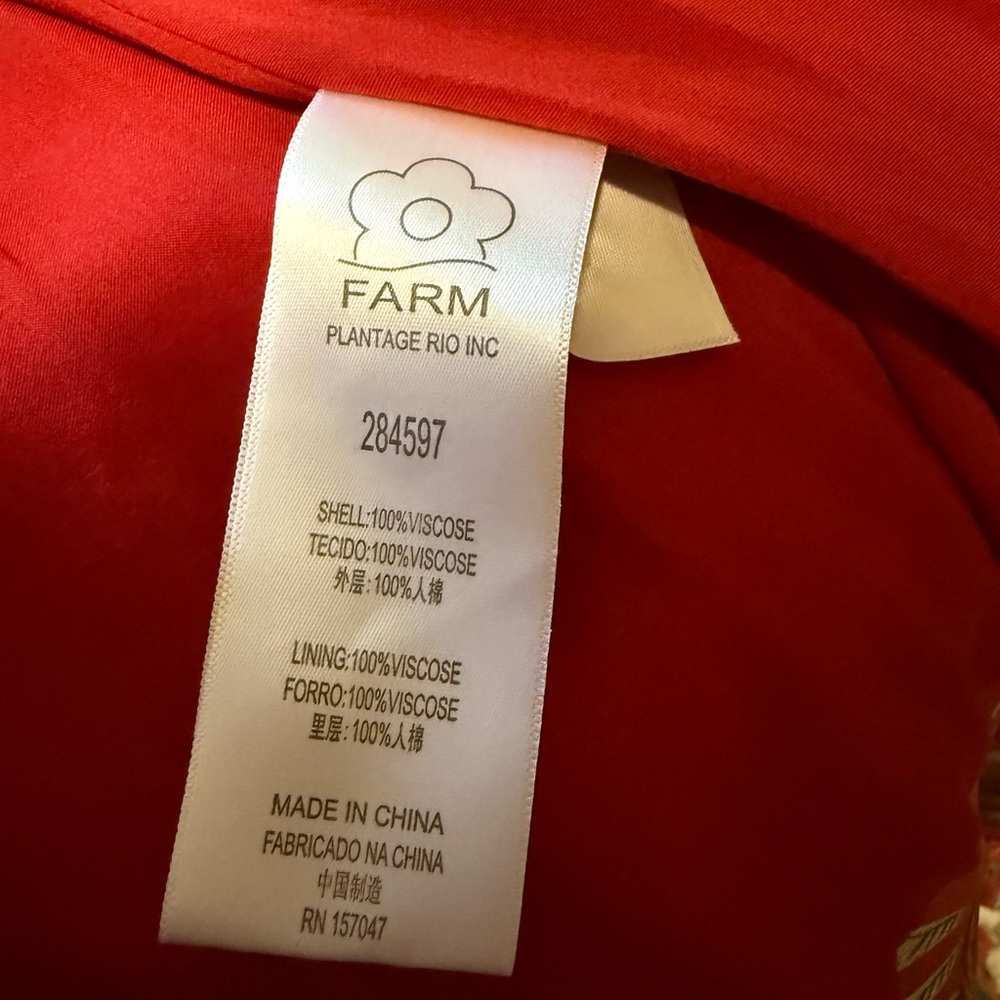 FARM
PLANTAGE RIO INC
284597
SHELL:100%VISCOSE
TECIDO:100%VISCOSE
外层:100%人棉
LINING:100%VISCOSE
FORRO:100%VISCOSE
里层:100%人棉
MADE IN CHINA
FABRICADO NA CHINA
中国制造
RN 157047